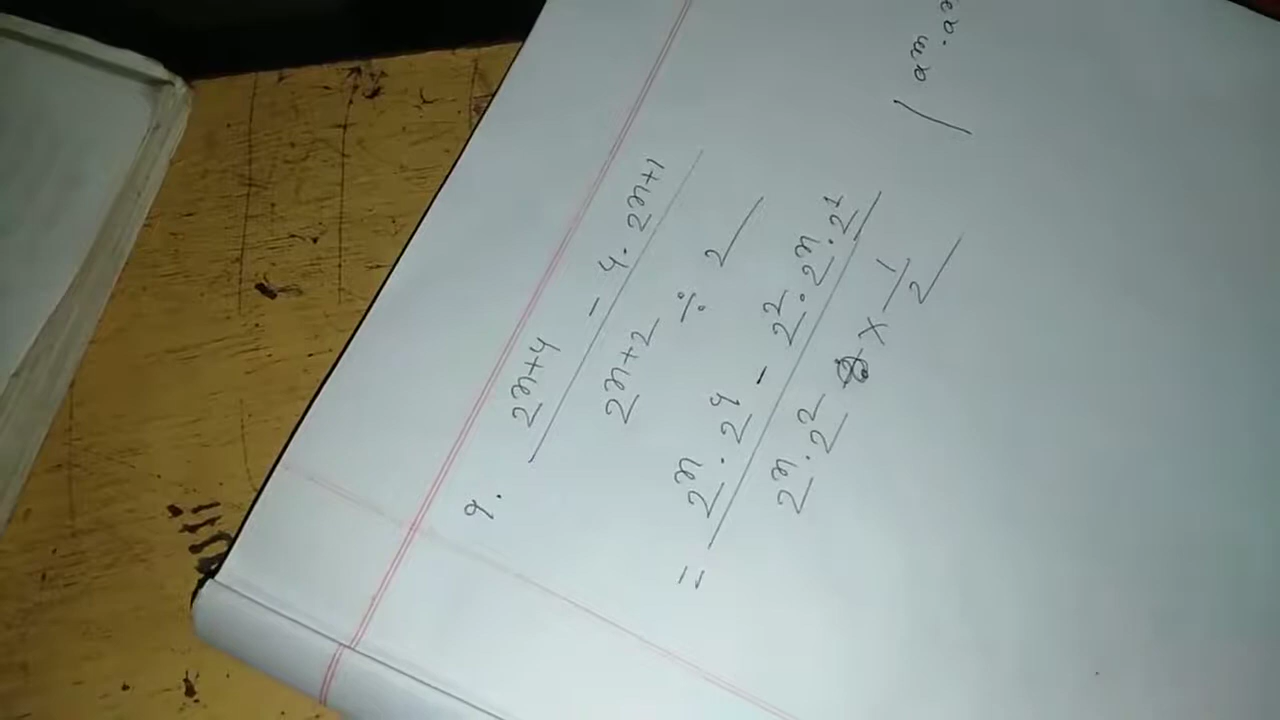 9. 2^{n+4} - 4. 2^{n+1}
2^{n+2} ÷ 2
= 2^n . 2^4 - 2^2 . 2^n . 2^1
2^n . 2^2 × 1/2